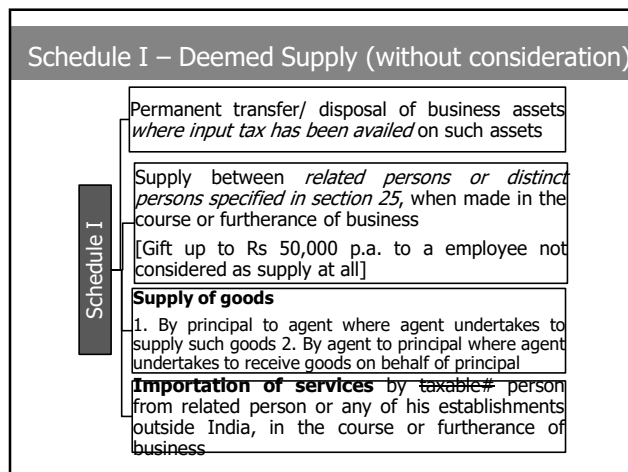 Schedule I – Deemed Supply (without consideration)
Schedule I
Permanent transfer/ disposal of business assets
where input tax has been availed on such assets
Supply between related persons or distinct
persons specified in section 25, when made in the
course or furtherance of business
[Gift up to Rs 50,000 p.a. to a employee not
considered as supply at all]
Supply of goods
1. By principal to agent where agent undertakes to
supply such goods 2. By agent to principal where agent
undertakes to receive goods on behalf of principal
Importation of services by taxable# person
from related person or any of his establishments
outside India, in the course or furtherance of
business